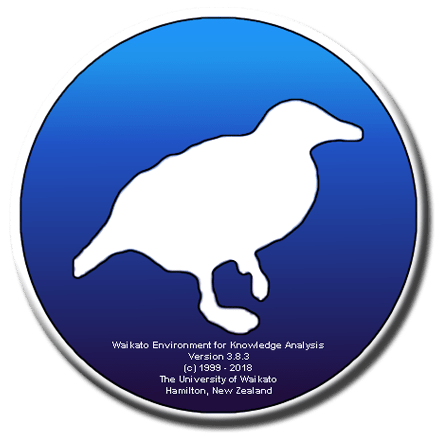 Waikato Environment for Knowledge Analysis
Version 3.8.3
(c) 1999 - 2018
The University of Waikato
Hamilton, New Zealand